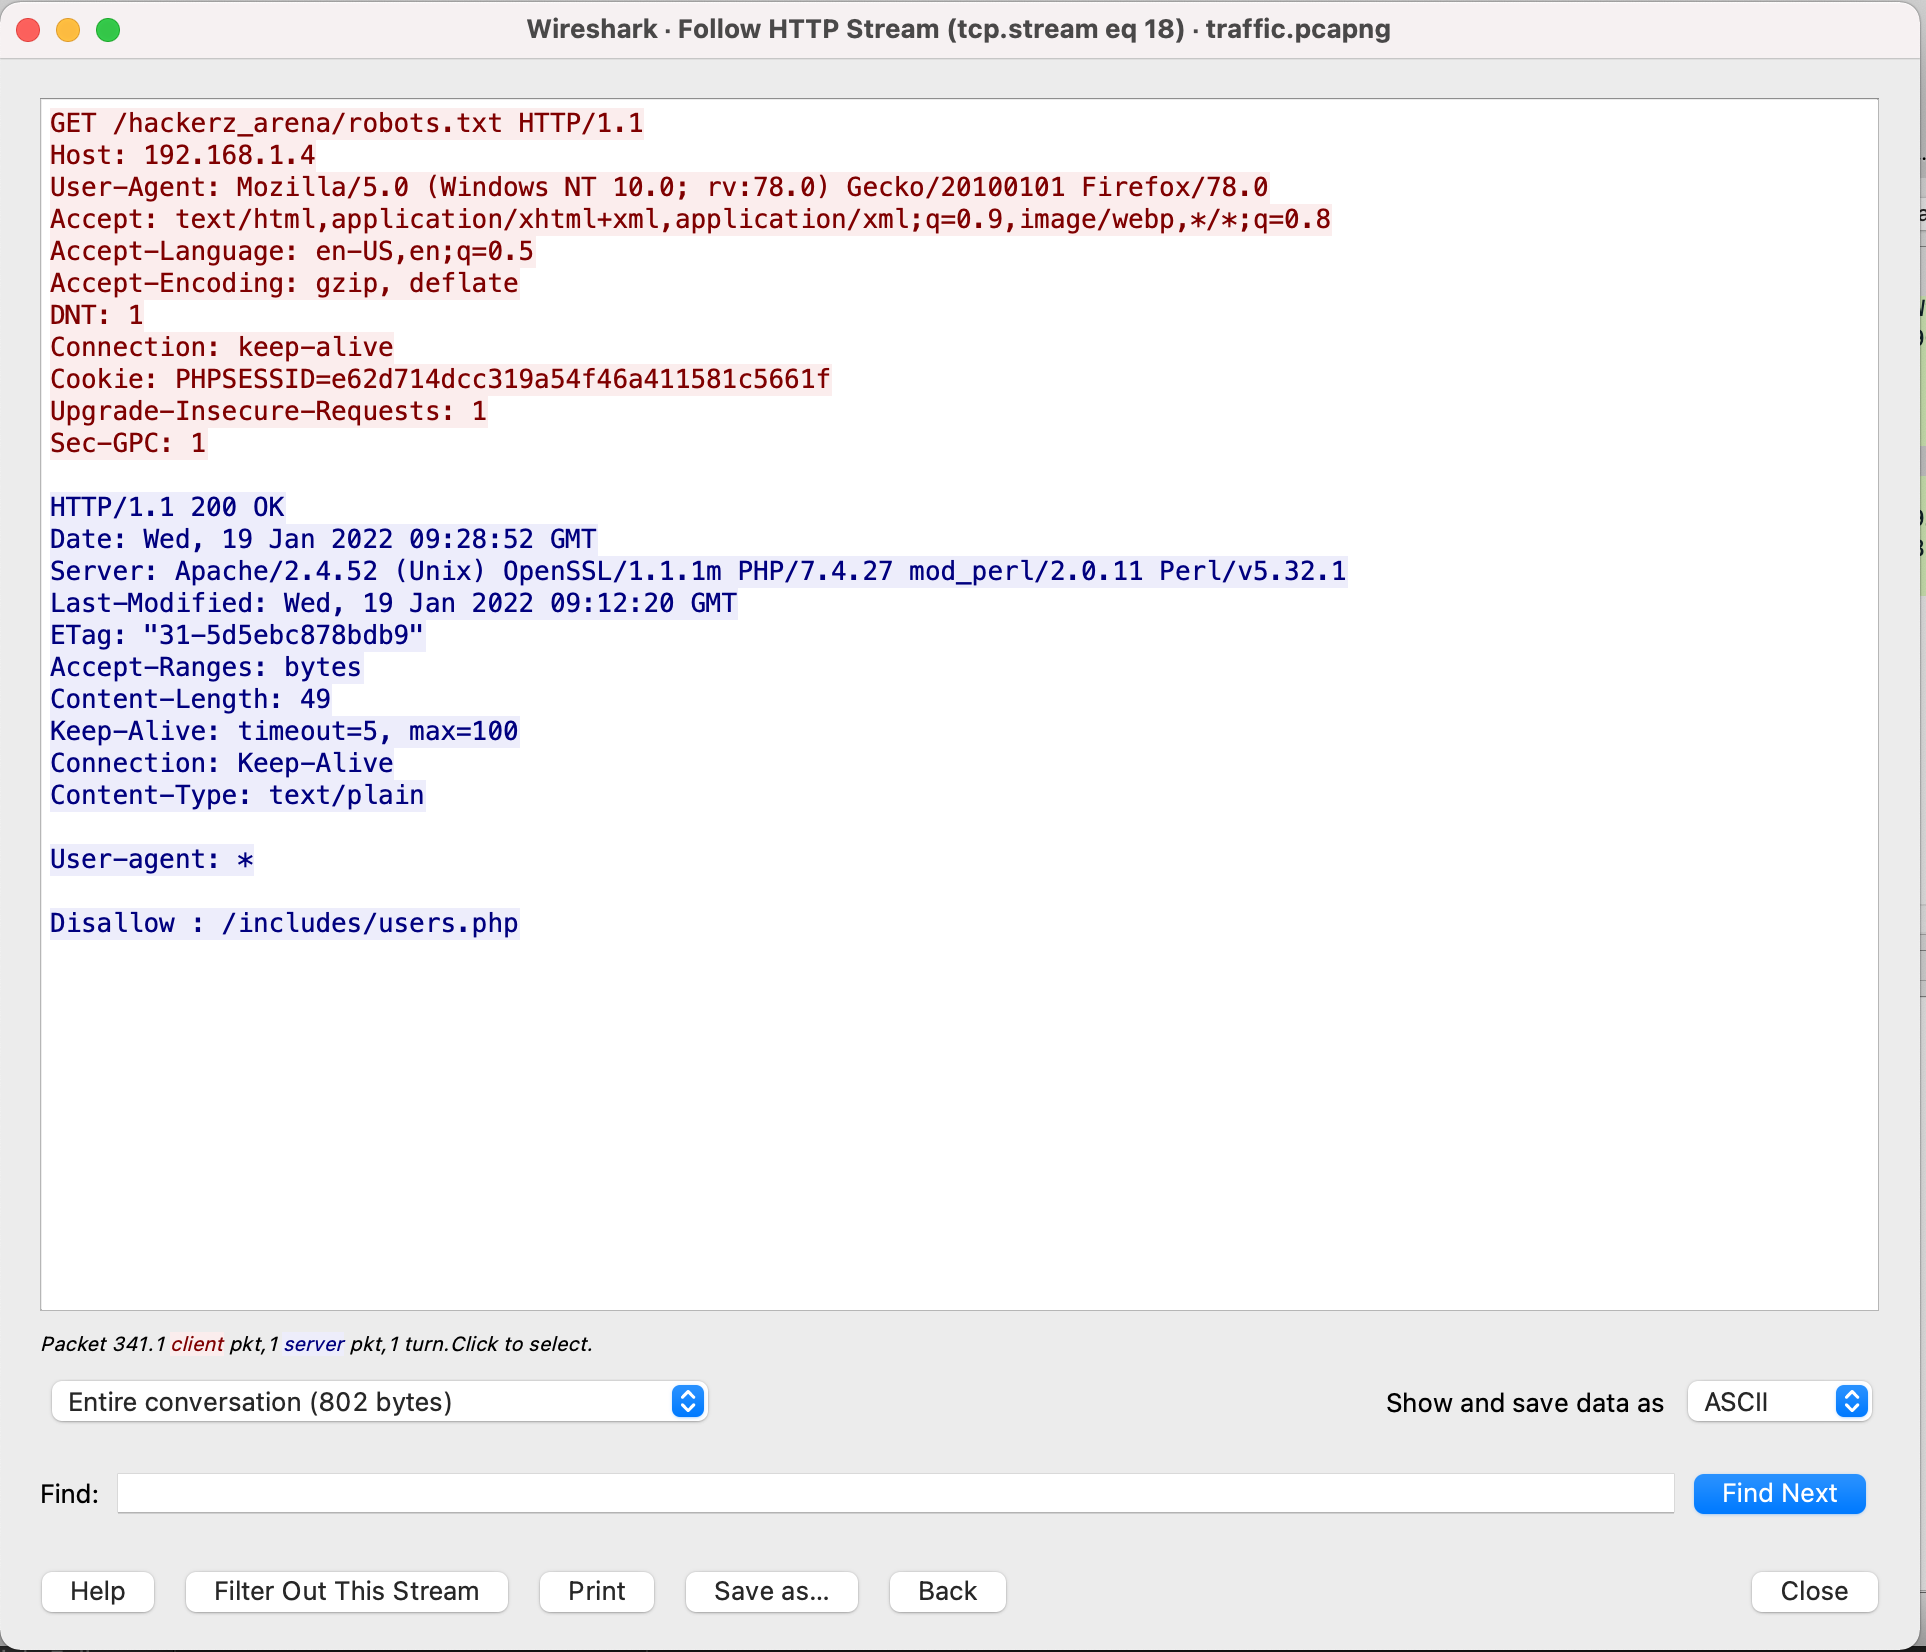 Wireshark · Follow HTTP Stream (tcp.stream eq 18) · traffic.pcapng
GET /hackerz_arena/robots.txt HTTP/1.1
Host: 192.168.1.4
User-Agent: Mozilla/5.0 (Windows NT 10.0; rv:78.0) Gecko/20100101 Firefox/78.0
Accept: text/html,application/xhtml+xml,application/xml;q=0.9,image/webp,*/*;q=0.8
Accept-Language: en-US,en;q=0.5
Accept-Encoding: gzip, deflate
DNT: 1
Connection: keep-alive
Cookie: PHPSESSID=e62d714dcc319a54f46a411581c5661f
Upgrade-Insecure-Requests: 1
Sec-GPC: 1
HTTP/1.1 200 OK
Date: Wed, 19 Jan 2022 09:28:52 GMT
Server: Apache/2.4.52 (Unix) OpenSSL/1.1.1m PHP/7.4.27 mod_perl/2.0.11 Perl/v5.32.1
Last-Modified: Wed, 19 Jan 2022 09:12:20 GMT
ETag: "31-5d5ebc878bdb9"
Accept-Ranges: bytes
Content-Length: 49
Keep-Alive: timeout=5, max=100
Connection: Keep-Alive
Content-Type: text/plain
User-agent: *
Disallow : /includes/users.php
Packet 341.1 client pkt,1 server pkt,1 turn.Click to select.
Entire conversation (802 bytes)
Show and save data as ASCII
Find:
Find Next
Help Filter Out This Stream Print Save as... Back Close